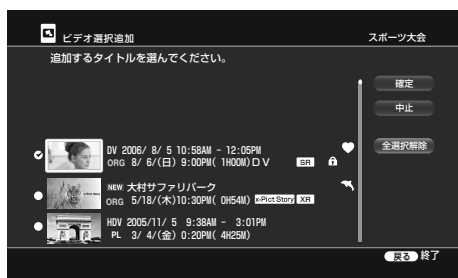 ビデオ選択追加
スポーツ大会
追加するタイトルを選んでください。
確定
中止
全選択解除
DV 2006/ 8/ 5 10:58AM - 12:05PM
ORG 8/ 6/(日) 9:00PM( 1H00M)ＤＶ SR
NEW 大村サファリパーク
ORG 5/18/(木)10:30PM( 0H54M) x-Pict Story XR
HDV 2005/11/ 5 9:38AM - 3:01PM
PL 3/ 4/(金) 0:20PM( 4H25M)
戻る 終了